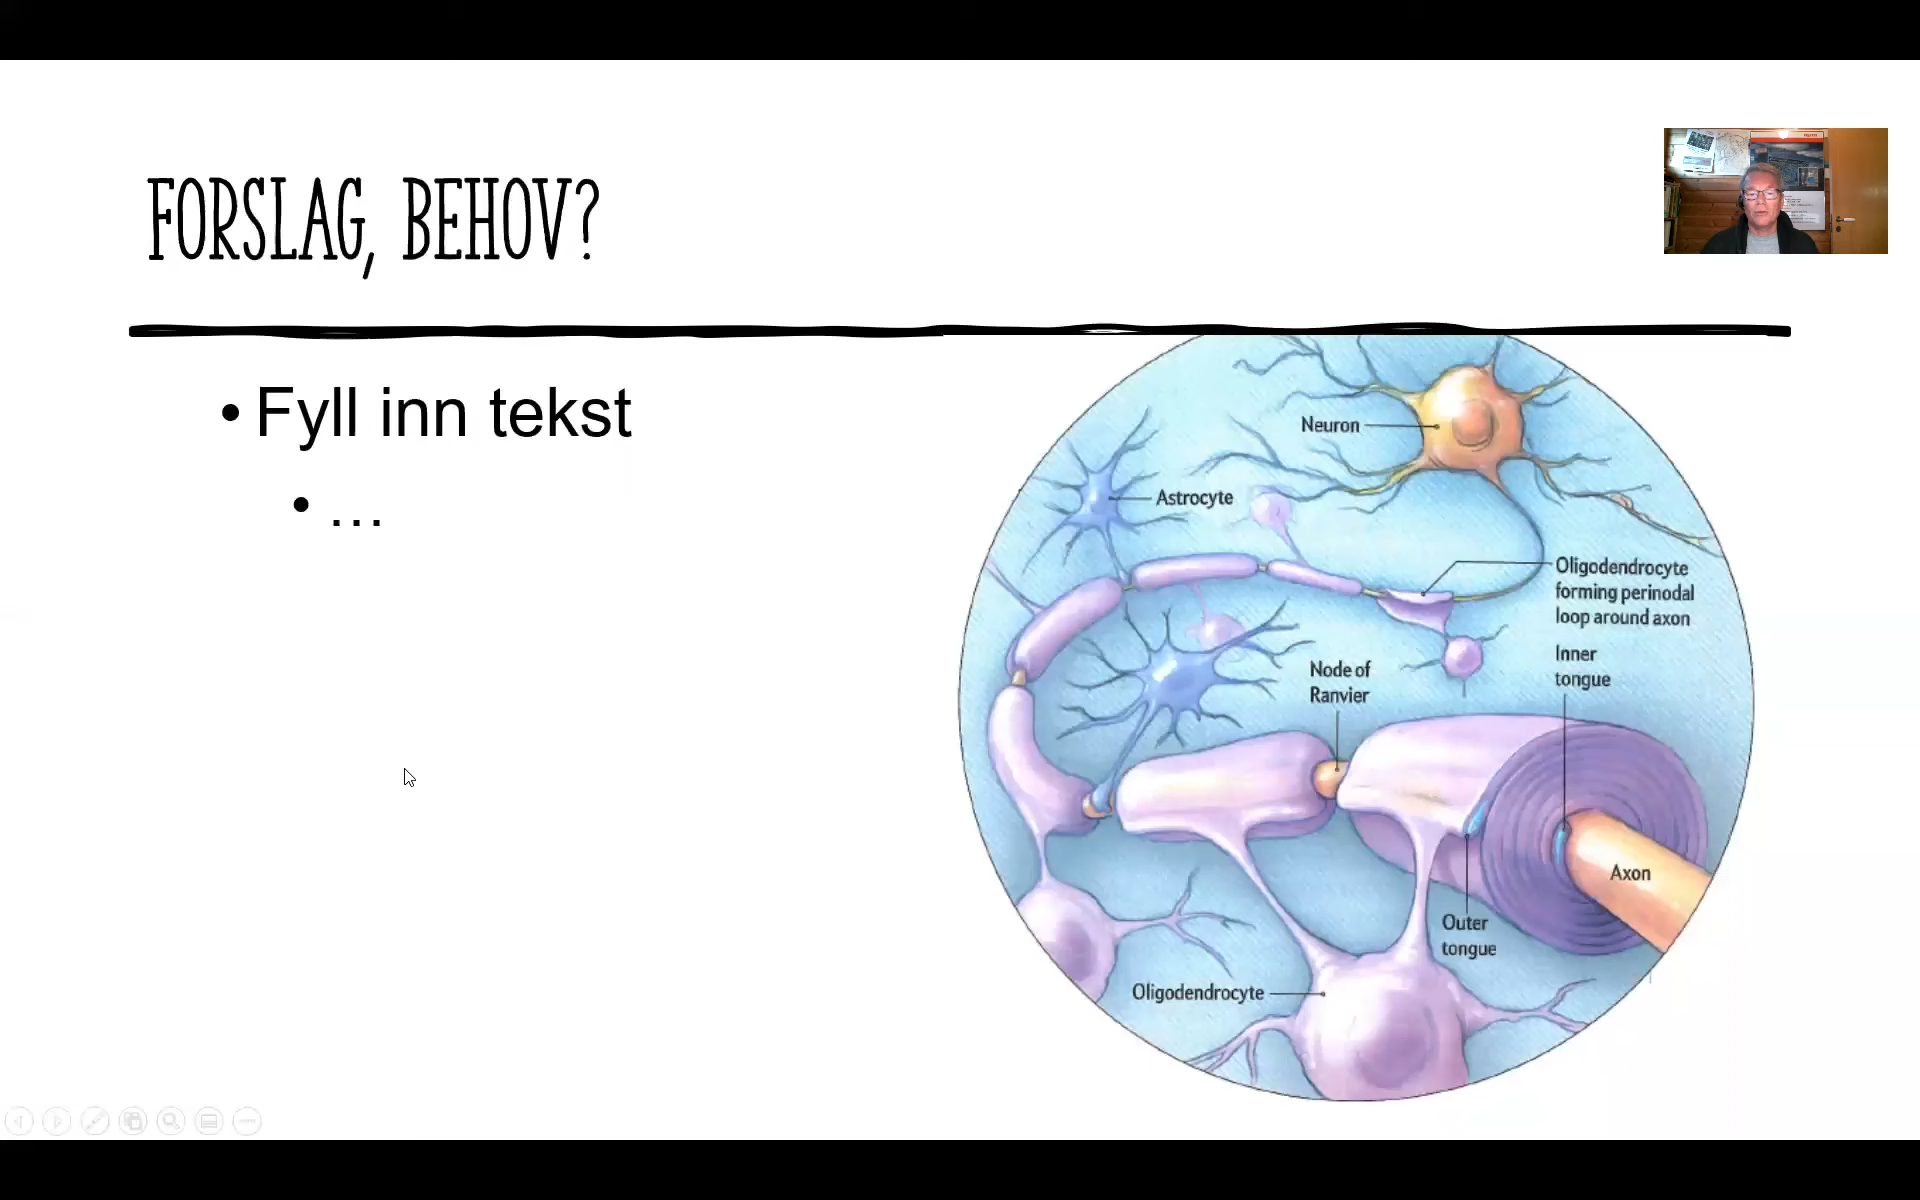 FORSLAG, BEHOV?
• Fyll inn tekst
• ...
Neuron
Astrocyte
Oligodendrocyte
forming perinodal
loop around axon
Inner
tongue
Node of
Ranvier
Axon
Outer
tongue
Oligodendrocyte